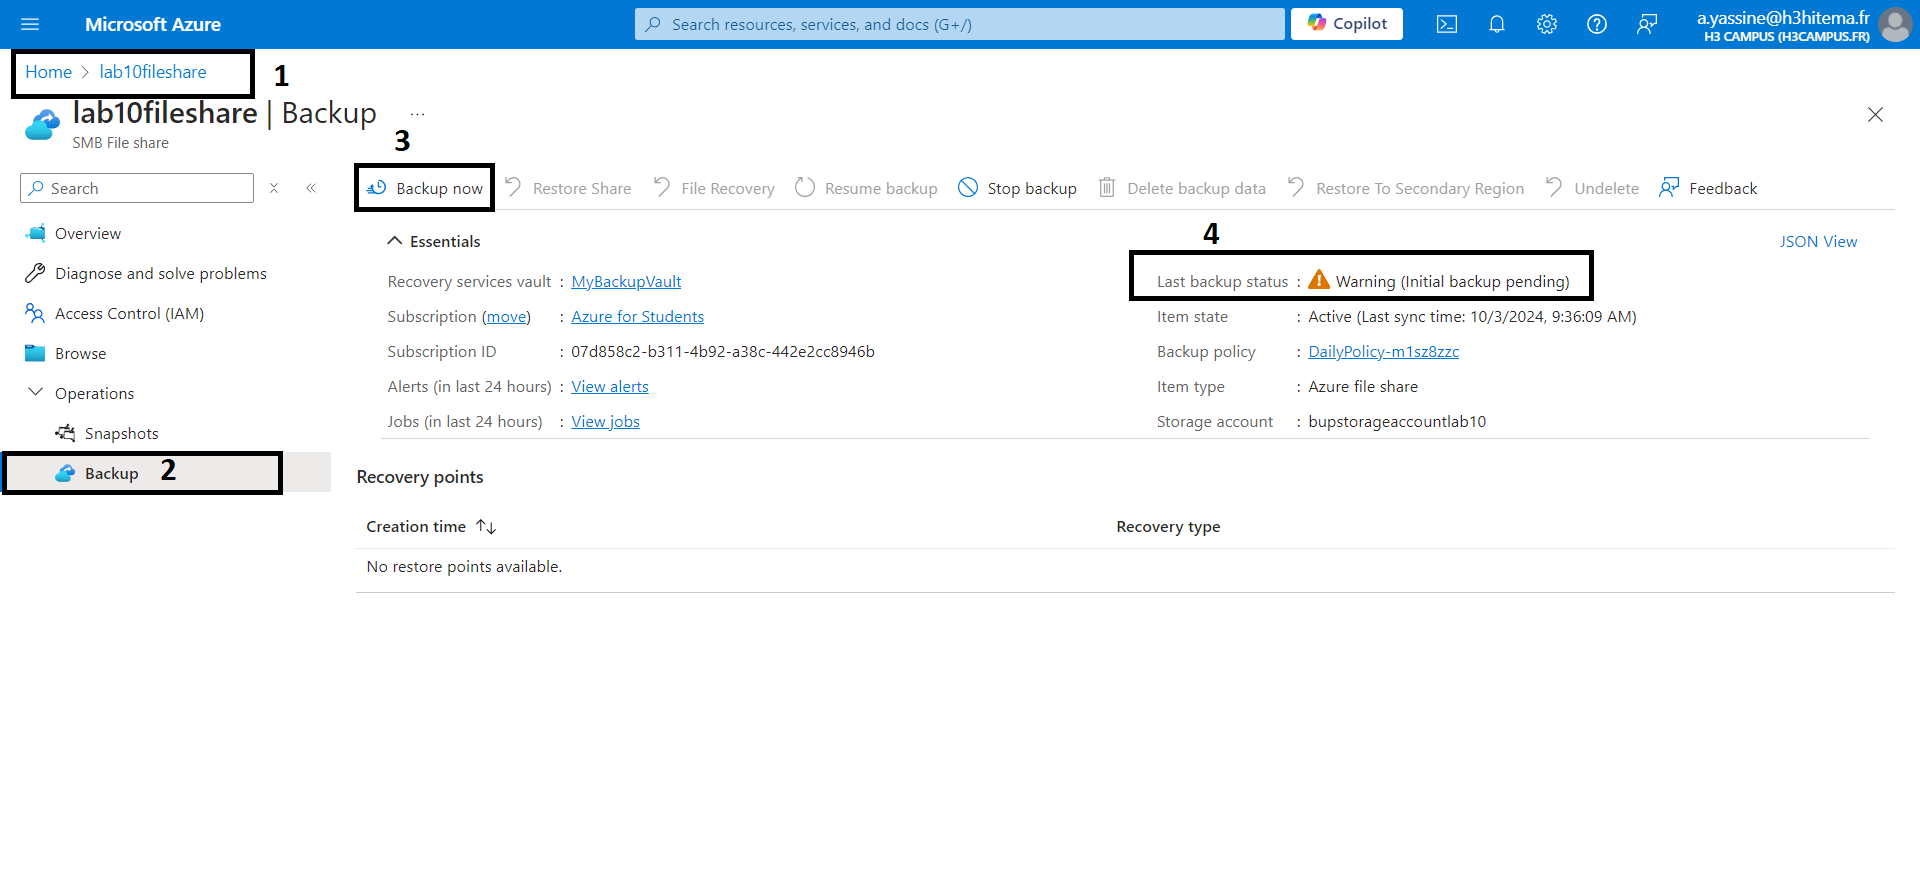 Microsoft Azure
Search resources, services, and docs (G+/)
Copilot
a.yassine@h3hitema.fr
H3 CAMPUS (H3CAMPUS.FR)
Home > lab10fileshare
1
lab10fileshare | Backup ...
SMB File share
3
Search
Backup now
Restore Share
File Recovery
Resume backup
Stop backup
Delete backup data
Restore To Secondary Region
Undelete
Feedback
Overview
Diagnose and solve problems
Access Control (IAM)
Browse
Operations
Snapshots
Backup 2
Essentials
4
JSON View
Recovery services vault : MyBackupVault
Subscription (move) : Azure for Students
Subscription ID : 07d858c2-b311-4b92-a38c-442e2cc8946b
Alerts (in last 24 hours) : View alerts
Jobs (in last 24 hours) : View jobs
Last backup status : Warning (Initial backup pending)
Item state : Active (Last sync time: 10/3/2024, 9:36:09 AM)
Backup policy : DailyPolicy-m1sz8zzc
Item type : Azure file share
Storage account : bupstorageaccountlab10
Recovery points
Creation time ↑↓ Recovery type
No restore points available.